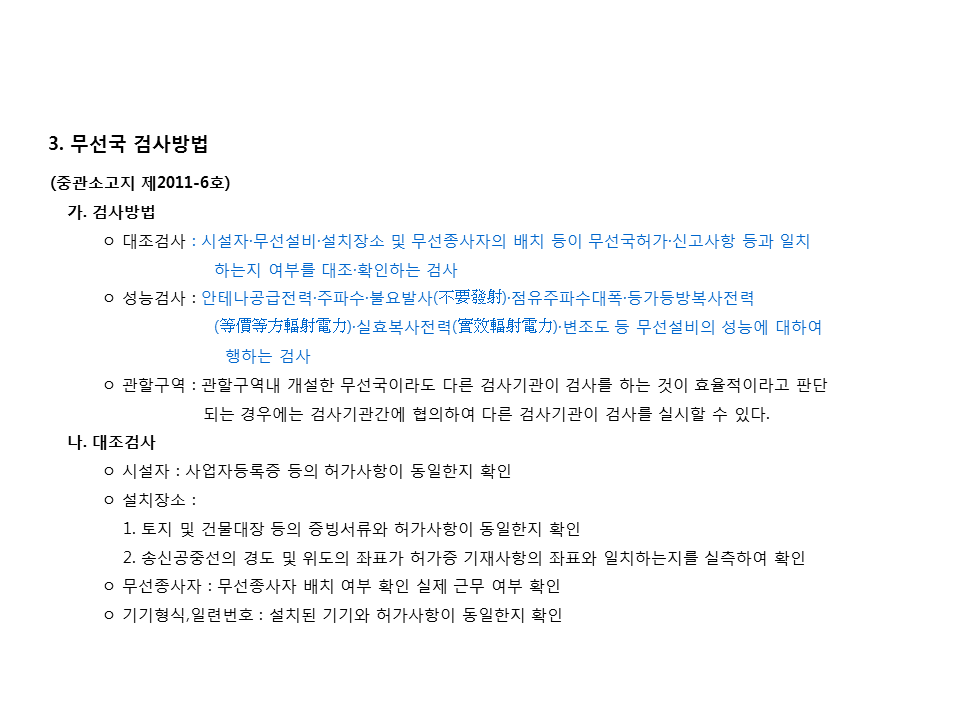 3. 무선국 검사방법
(중관소고지 제2011-6호)
가. 검사방법
ㅇ 대조검사 : 시설자·무선설비·설치장소 및 무선종사자의 배치 등이 무선국허가·신고사항 등과 일치
하는지 여부를 대조·확인하는 검사
ㅇ 성능검사 : 안테나공급전력·주파수·불요발사(不要發射)·점유주파수대폭·등가등방복사전력
(等價等方輻射電力)·실효복사전력(實效輻射電力)·변조도 등 무선설비의 성능에 대하여
행하는 검사
ㅇ 관할구역 : 관할구역내 개설한 무선국이라도 다른 검사기관이 검사를 하는 것이 효율적이라고 판단
되는 경우에는 검사기관간에 협의하여 다른 검사기관이 검사를 실시할 수 있다.
나. 대조검사
ㅇ 시설자 : 사업자등록증 등의 허가사항이 동일한지 확인
ㅇ 설치장소 :
1. 토지 및 건물대장 등의 증빙서류와 허가사항이 동일한지 확인
2. 송신공중선의 경도 및 위도의 좌표가 허가증 기재사항의 좌표와 일치하는지를 실측하여 확인
ㅇ 무선종사자 : 무선종사자 배치 여부 확인 실제 근무 여부 확인
ㅇ 기기형식,일련번호 : 설치된 기기와 허가사항이 동일한지 확인